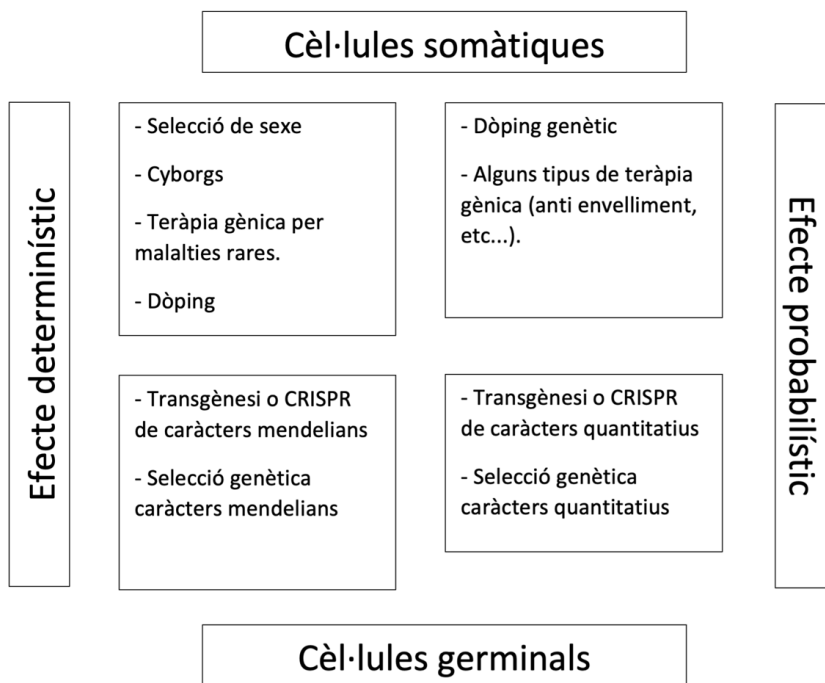 Cèl·lules somàtiques
Efecte determinístic
- Selecció de sexe
- Cyborgs
- Teràpia gènica per
malalties rares.
- Dòping
- Dòping genètic
- Alguns tipus de teràpia
gènica (anti envelliment,
etc...).
Efecte probabilístic
- Transgènesi o CRISPR
de caràcters mendelians
- Selecció genètica
caràcters mendelians
- Transgènesi o CRISPR
de caràcters quantitatius
- Selecció genètica
caràcters quantitatius
Cèl·lules germinals